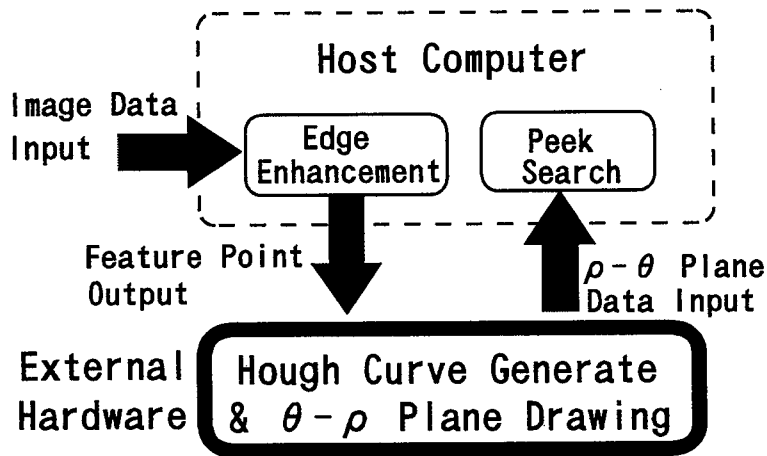 Host Computer
Image Data
Input
Edge
Enhancement
Peek
Search
Feature Point
Output
ρ-θ Plane
Data Input
External
Hardware
Hough Curve Generate
& θ-ρ Plane Drawing